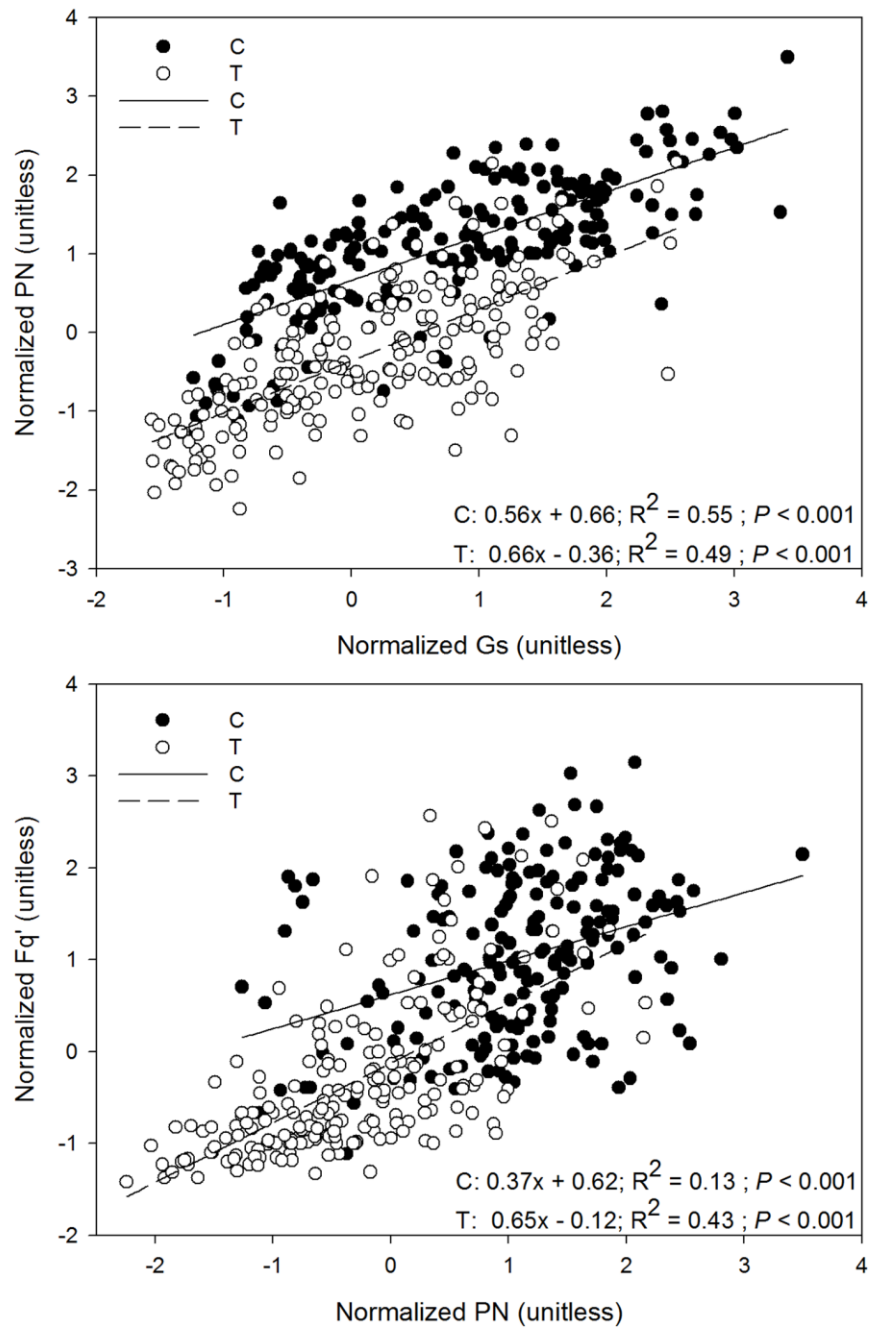 4
3
2
1
0
-1
-2
-3
Normalized PN (unitless)
C
T
C
T
C: 0.56x + 0.66; R² = 0.55 ; P < 0.001
T: 0.66x - 0.36; R² = 0.49 ; P < 0.001
-2 -1 0 1 2 3 4
Normalized Gs (unitless)
4
3
2
1
0
-1
-2
Normalized Fq' (unitless)
C
T
C
T
C: 0.37x + 0.62; R² = 0.13 ; P < 0.001
T: 0.65x - 0.12; R² = 0.43 ; P < 0.001
-2 -1 0 1 2 3 4
Normalized PN (unitless)